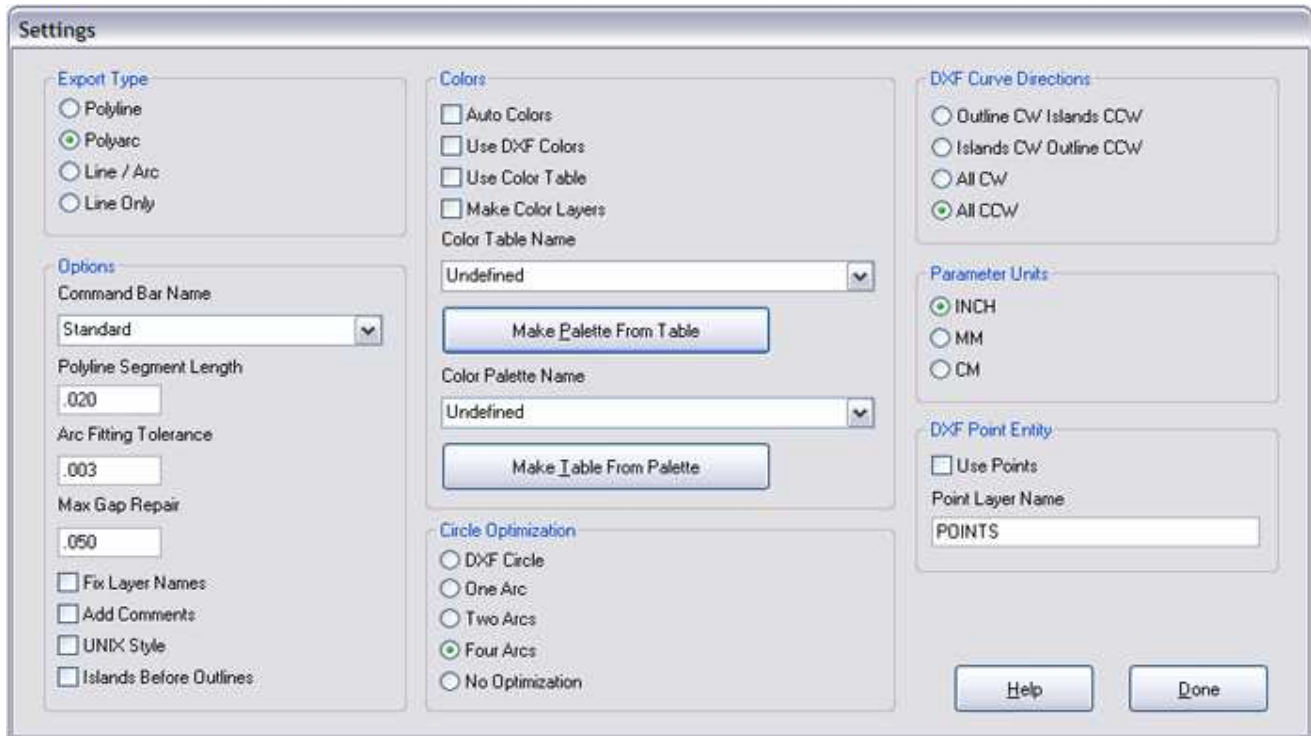 Settings
Export Type
Polyline
Polyarc
Line / Arc
Line Only
Options
Command Bar Name
Standard
Polyline Segment Length
.020
Arc Fitting Tolerance
.003
Max Gap Repair
.050
Fix Layer Names
Add Comments
UNIX Style
Islands Before Outlines
Colors
Auto Colors
Use DXF Colors
Use Color Table
Make Color Layers
Color Table Name
Undefined
Make Palette From Table
Color Palette Name
Undefined
Make Table From Palette
Circle Optimization
DXF Circle
One Arc
Two Arcs
Four Arcs
No Optimization
DXF Curve Directions
Outline CW Islands CCW
Islands CW Outline CCW
All CW
All CCW
Parameter Units
INCH
MM
CM
DXF Point Entity
Use Points
Point Layer Name
POINTS
Help
Done